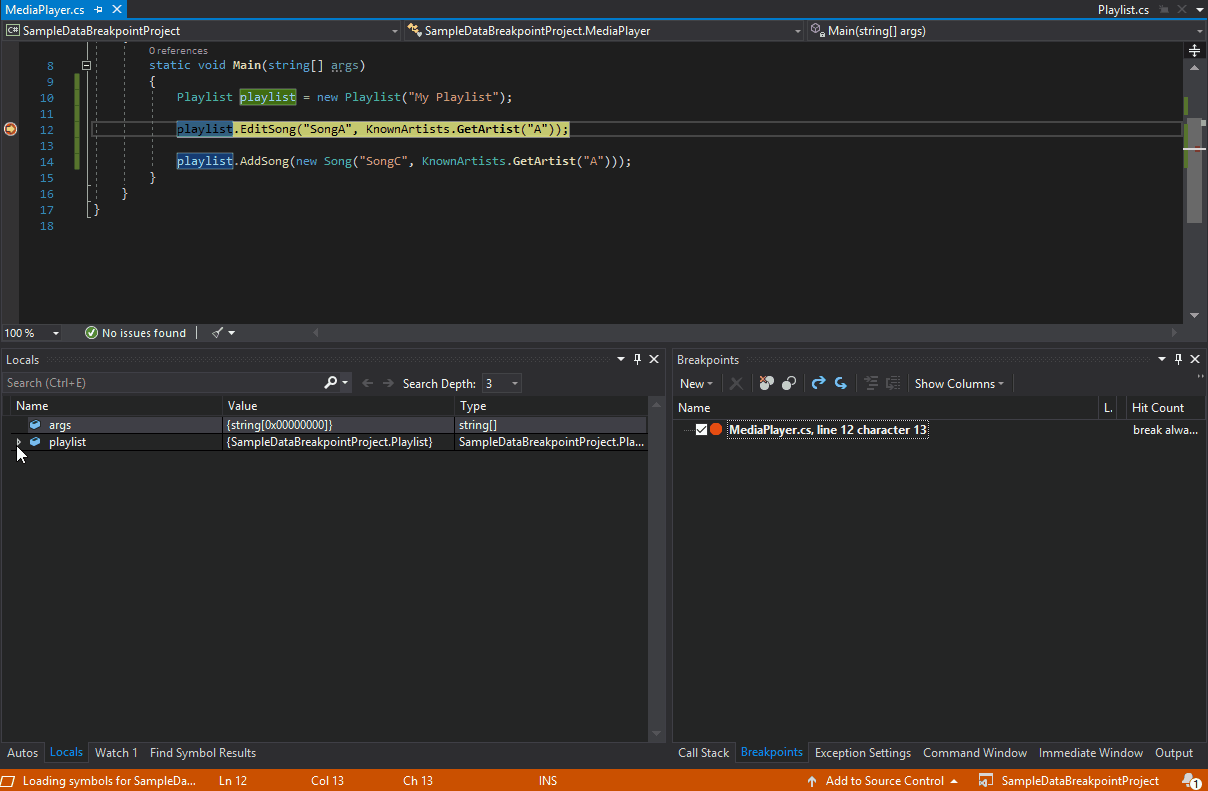 MediaPlayer.cs
Playlist.cs
C# SampleDataBreakpointProject
SampleDataBreakpointProject.MediaPlayer
Main(string[] args)
0 references
8 static void Main(string[] args)
9 {
10 Playlist playlist = new Playlist("My Playlist");
11
12 playlist.EditSong("SongA", KnownArtists.GetArtist("A"));
13
14 playlist.AddSong(new Song("SongC", KnownArtists.GetArtist("A")));
15 }
16 }
17 }
18
100 %
No issues found
Locals
Search (Ctrl+E)
Search Depth: 3
Name Value Type
args {string[0x00000000]} string[]
playlist {SampleDataBreakpointProject.Playlist} SampleDataBreakpointProject.Pla...
Breakpoints
New
Show Columns
Name L. Hit Count
MediaPlayer.cs, line 12 character 13 break alwa...
Autos Locals Watch 1 Find Symbol Results
Call Stack Breakpoints Exception Settings Command Window Immediate Window Output
Loading symbols for SampleDa... Ln 12 Col 13 Ch 13 INS Add to Source Control SampleDataBreakpointProject 1